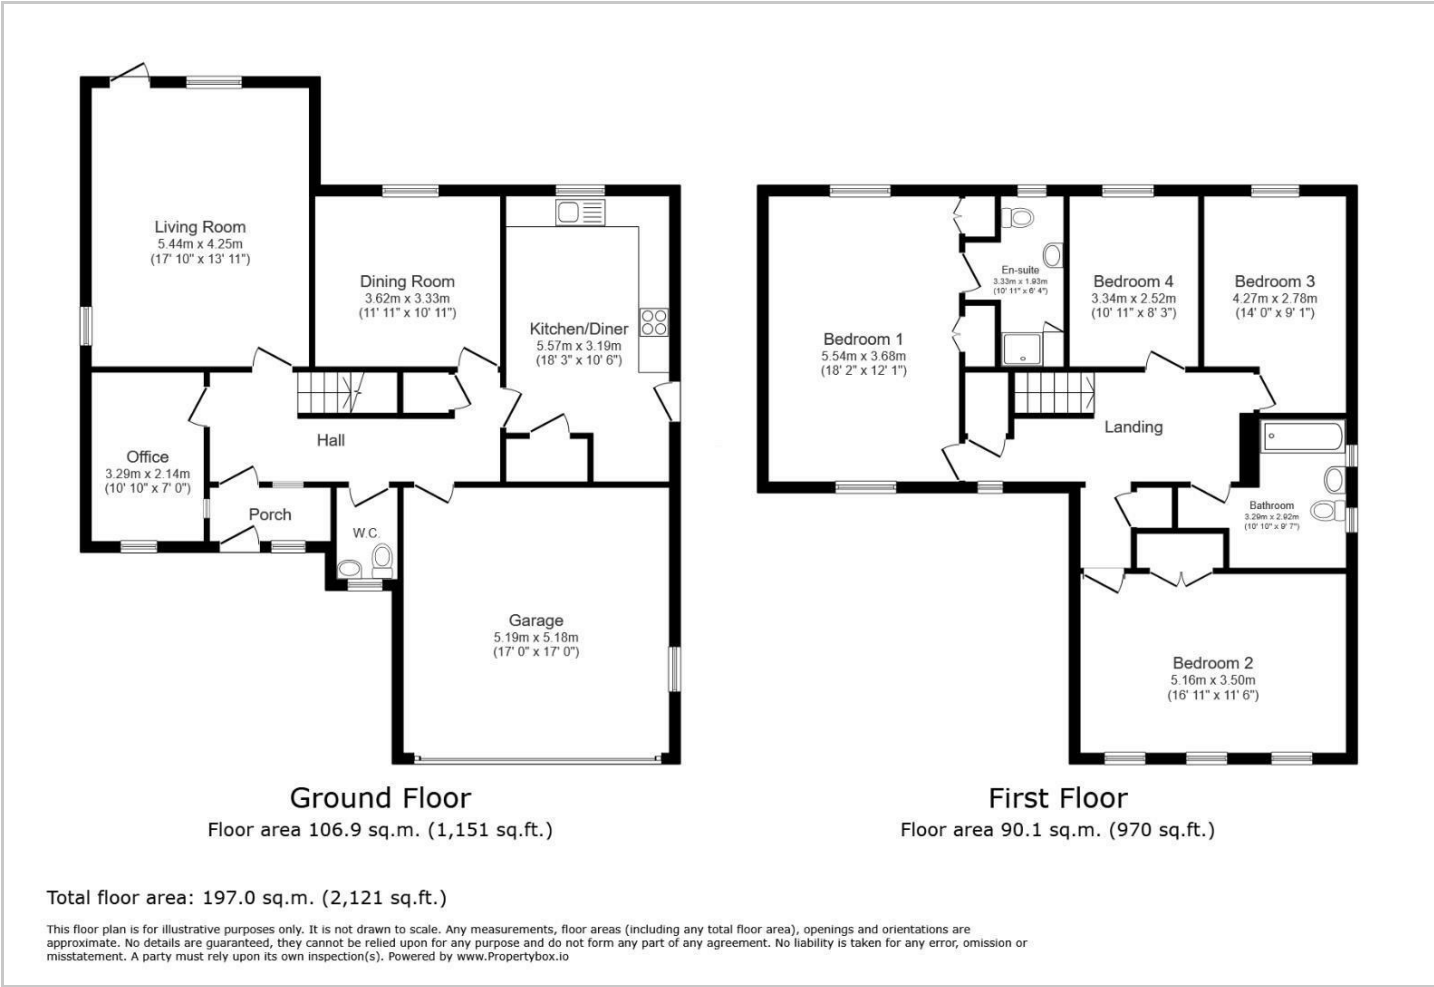 Living Room
5.44m x 4.25m
(17' 10" x 13' 11")
Dining Room
3.62m x 3.33m
(11' 11" x 10' 11")
Kitchen/Diner
5.57m x 3.19m
(18' 3" x 10' 6")
Hall
Office
3.29m x 2.14m
(10' 10" x 7' 0")
Porch
W.C.
Garage
5.19m x 5.18m
(17' 0" x 17' 0")
Ground Floor
Floor area 106.9 sq.m. (1,151 sq.ft.)
Bedroom 1
5.54m x 3.68m
(18' 2" x 12' 1")
En-suite
3.33m x 1.93m
(10' 11" x 6' 4")
Bedroom 4
3.34m x 2.52m
(10' 11" x 8' 3")
Bedroom 3
4.27m x 2.78m
(14' 0" x 9' 1")
Landing
Bathroom
3.29m x 2.92m
(10' 10" x 9' 7")
Bedroom 2
5.16m x 3.50m
(16' 11" x 11' 6")
First Floor
Floor area 90.1 sq.m. (970 sq.ft.)
Total floor area: 197.0 sq.m. (2,121 sq.ft.)
This floor plan is for illustrative purposes only. It is not drawn to scale. Any measurements, floor areas (including any total floor area), openings and orientations are
approximate. No details are guaranteed, they cannot be relied upon for any purpose and do not form any part of any agreement. No liability is taken for any error, omission or
misstatement. A party must rely upon its own inspection(s). Powered by www.Propertybox.io